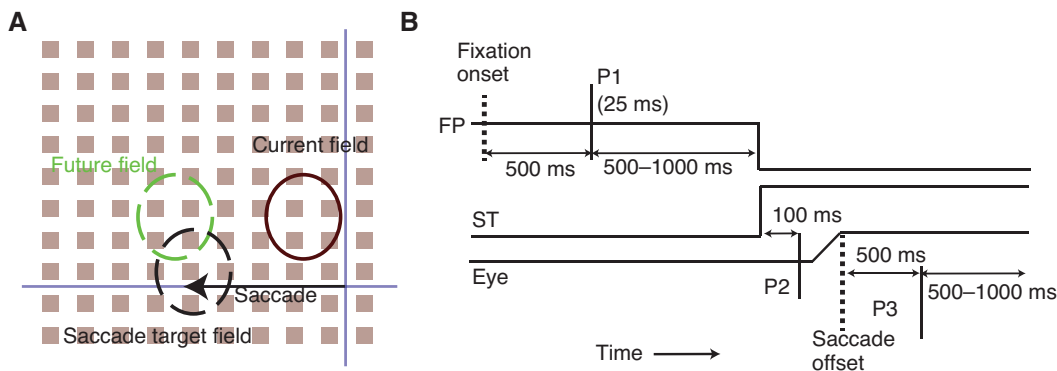 A
Current field
Future field
Saccade
Saccade target field
B
Fixation
onset
P1
(25 ms)
FP
500 ms
500–1000 ms
ST
100 ms
Eye
500 ms
P2
500–1000 ms
P3
Saccade
offset
Time